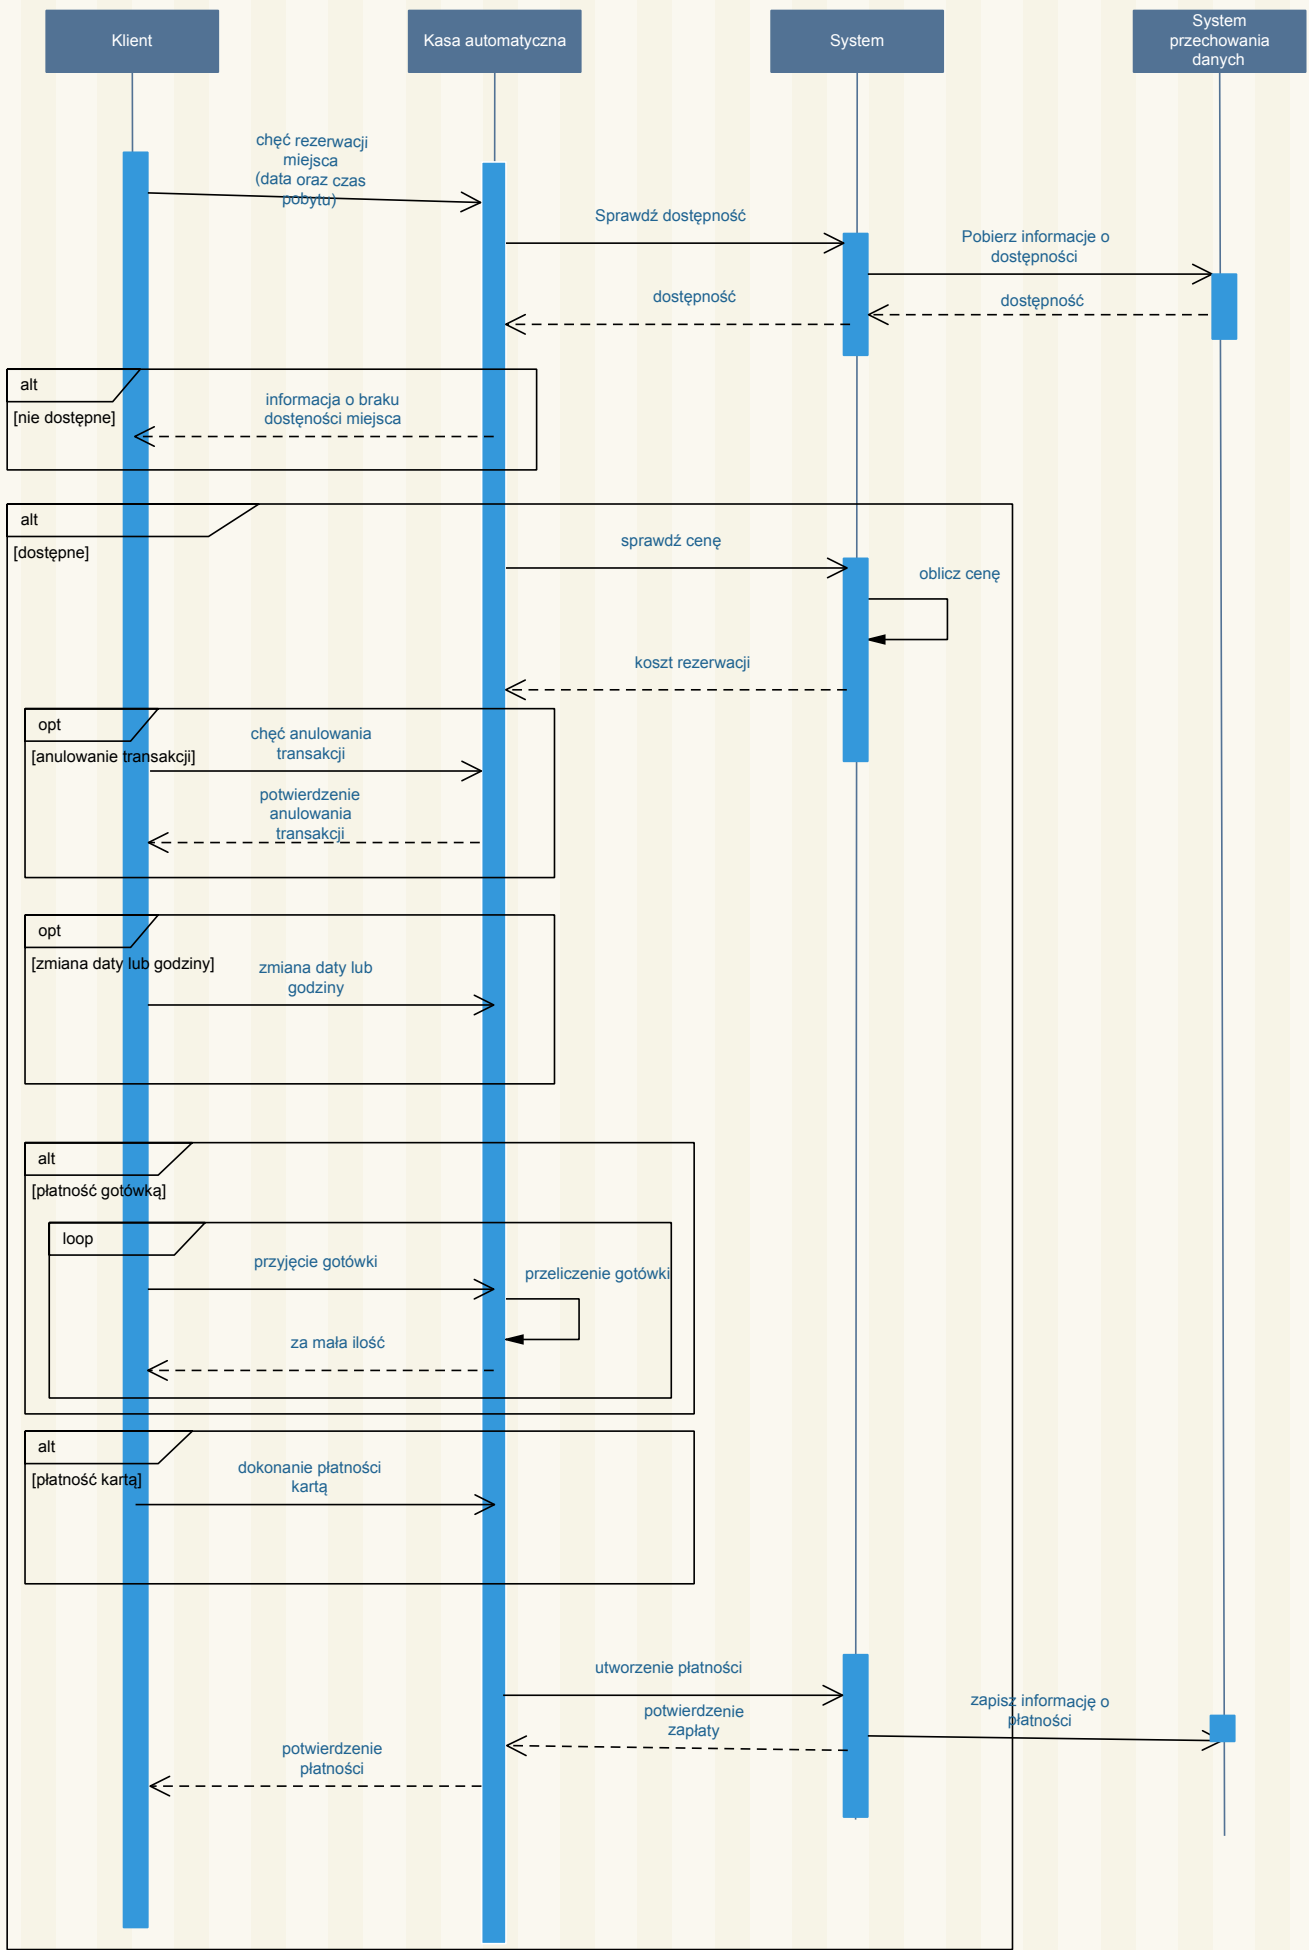 Klient
Kasa automatyczna
System
System
przechowania
danych
chęć rezerwacji
miejsca
(data oraz czas
pobytu)
Sprawdź dostępność
Pobierz informacje o
dostępności
dostępność
dostępność
alt
[nie dostępne]
informacja o braku
dostęności miejsca
alt
[dostępne]
sprawdź cenę
oblicz cenę
koszt rezerwacji
opt
[anulowanie transakcji]
chęć anulowania
transakcji
potwierdzenie
anulowania
transakcji
opt
[zmiana daty lub godziny]
zmiana daty lub
godziny
alt
[płatność gotówką]
loop
przyjęcie gotówki
przeliczenie gotówki
za mała ilość
alt
[płatność kartą]
dokonanie płatności
kartą
utworzenie płatności
zapisz informację o
płatności
potwierdzenie
zapłaty
potwierdzenie
płatności